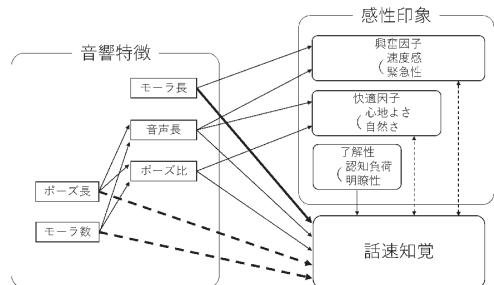 感性印象
音響特徴
興奮因子
（速度感
緊急性
モーラ長
快適因子
（心地よさ
自然さ
音声長
了解性
（認知負荷
明瞭性
ポーズ比
ポーズ長
モーラ数
話速知覚